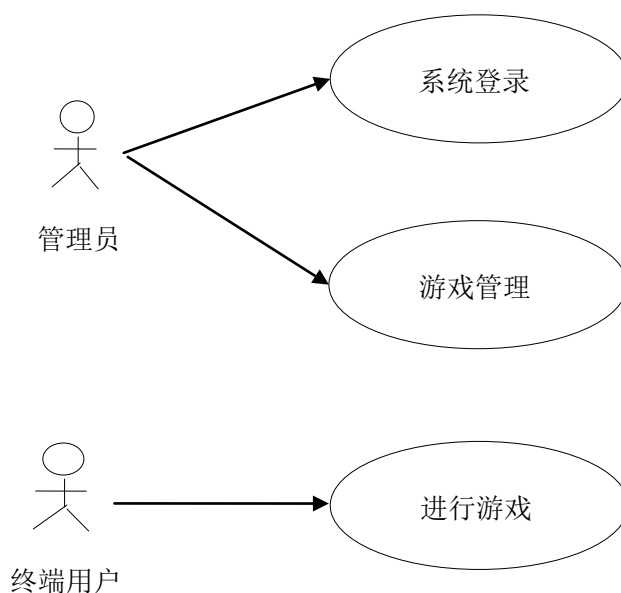 系统登录
管理员
游戏管理
进行游戏
终端用户